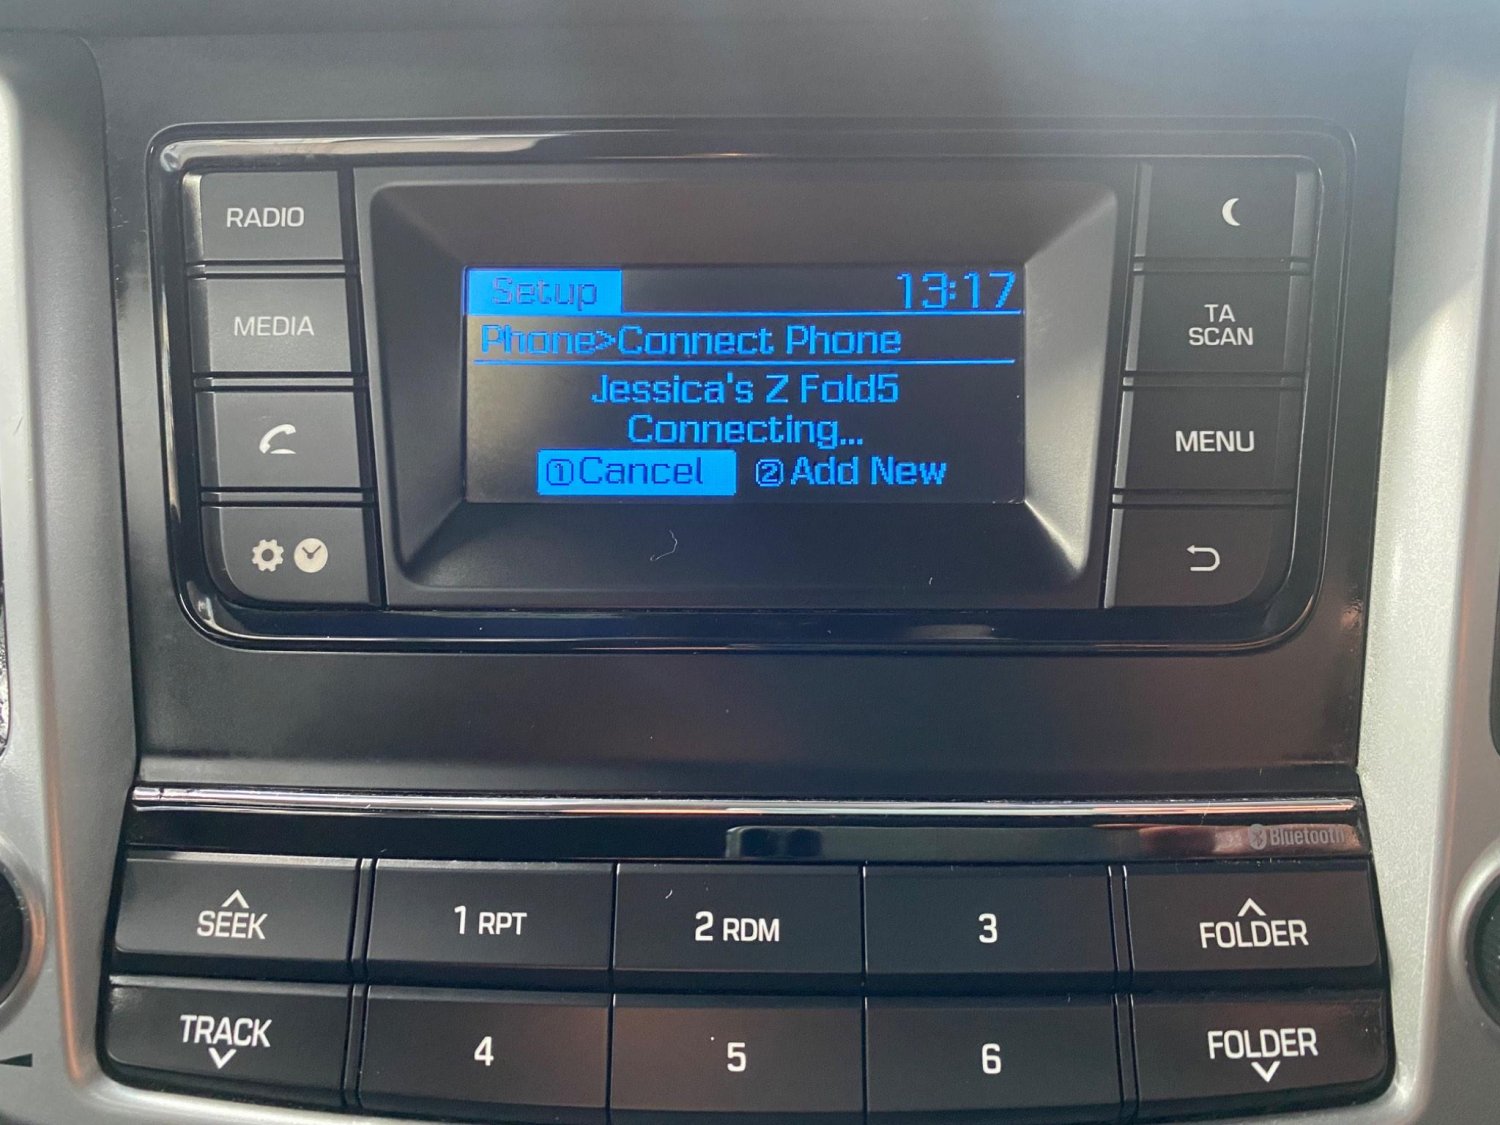 RADIO
MEDIA
Setup 13:17
Phone>Connect Phone
Jessica's Z Fold5
Connecting...
①Cancel ②Add New
TA
SCAN
MENU
Bluetooth
SEEK
1 RPT
2 RDM
3
FOLDER
TRACK
4
5
6
FOLDER